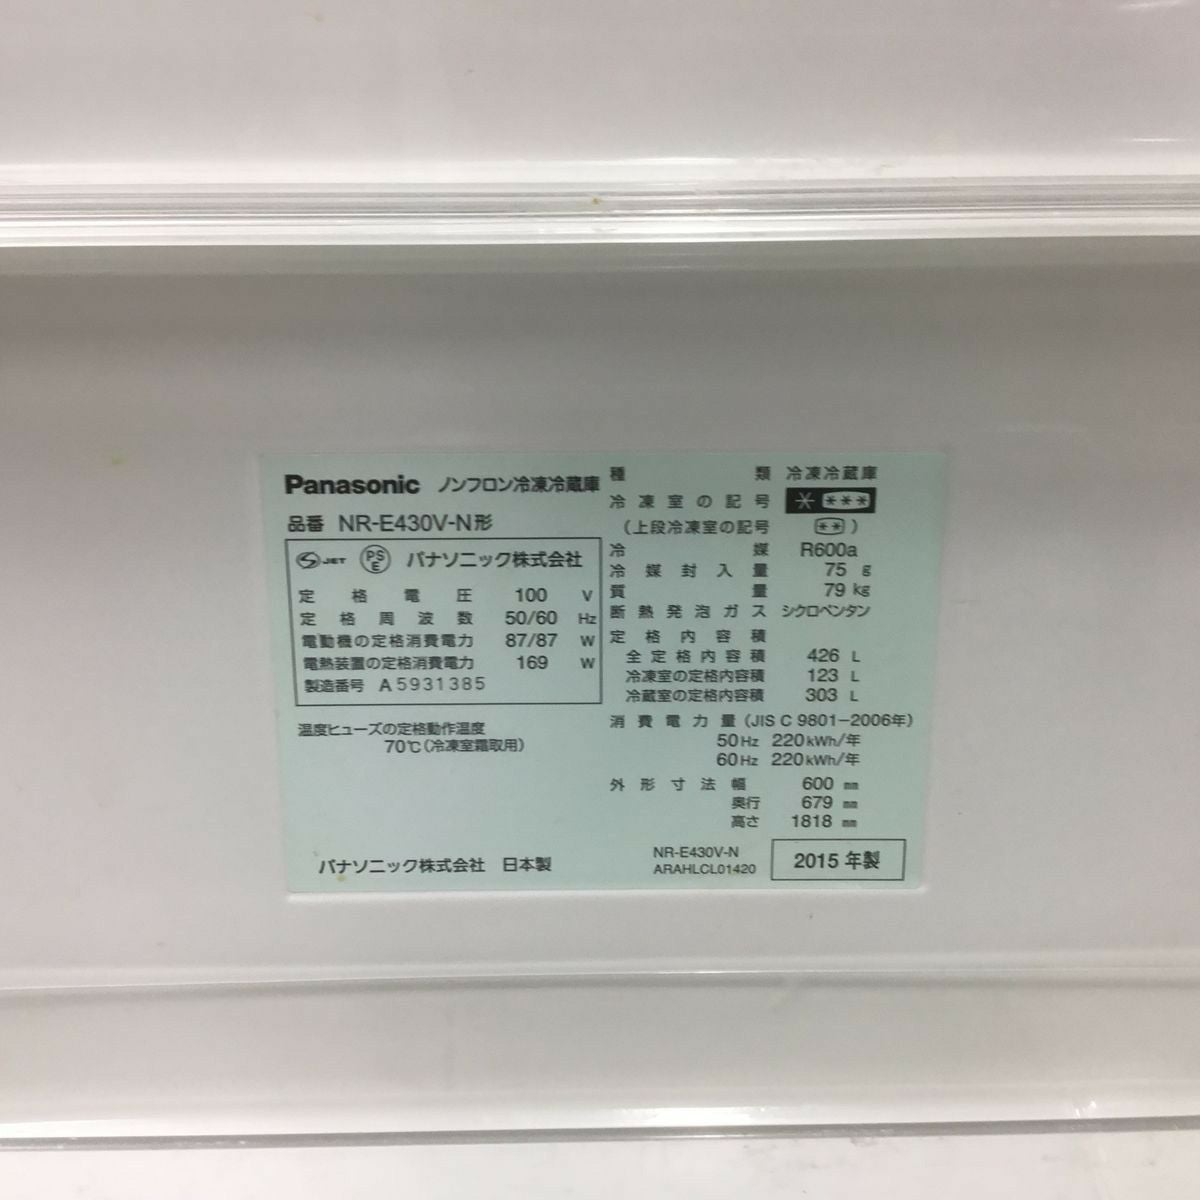 Panasonic ノンフロン冷凍冷蔵庫
品番 NR-E430V-N形
JET PSE パナソニック株式会社
定格電圧 100 V
定格周波数 50/60 Hz
電動機の定格消費電力 87/87 W
電熱装置の定格消費電力 169 W
製造番号 A 5931385
温度ヒューズの定格動作温度
70℃(冷凍室霜取用)
パナソニック株式会社 日本製
種類 冷凍冷蔵庫
冷凍室の記号 * ***
(上段冷凍室の記号 ** )
冷媒 R600a
冷媒封入量 75 g
質量 79 kg
断熱発泡ガス シクロペンタン
定格内容積
全定格内容積 426 L
冷凍室の定格内容積 123 L
冷蔵室の定格内容積 303 L
消費電力量(JIS C 9801-2006年)
50Hz 220kWh/年
60Hz 220kWh/年
外形寸法幅 600 mm
奥行 679 mm
高さ 1818 mm
NR-E430V-N
ARAHLCL01420
2015 年製